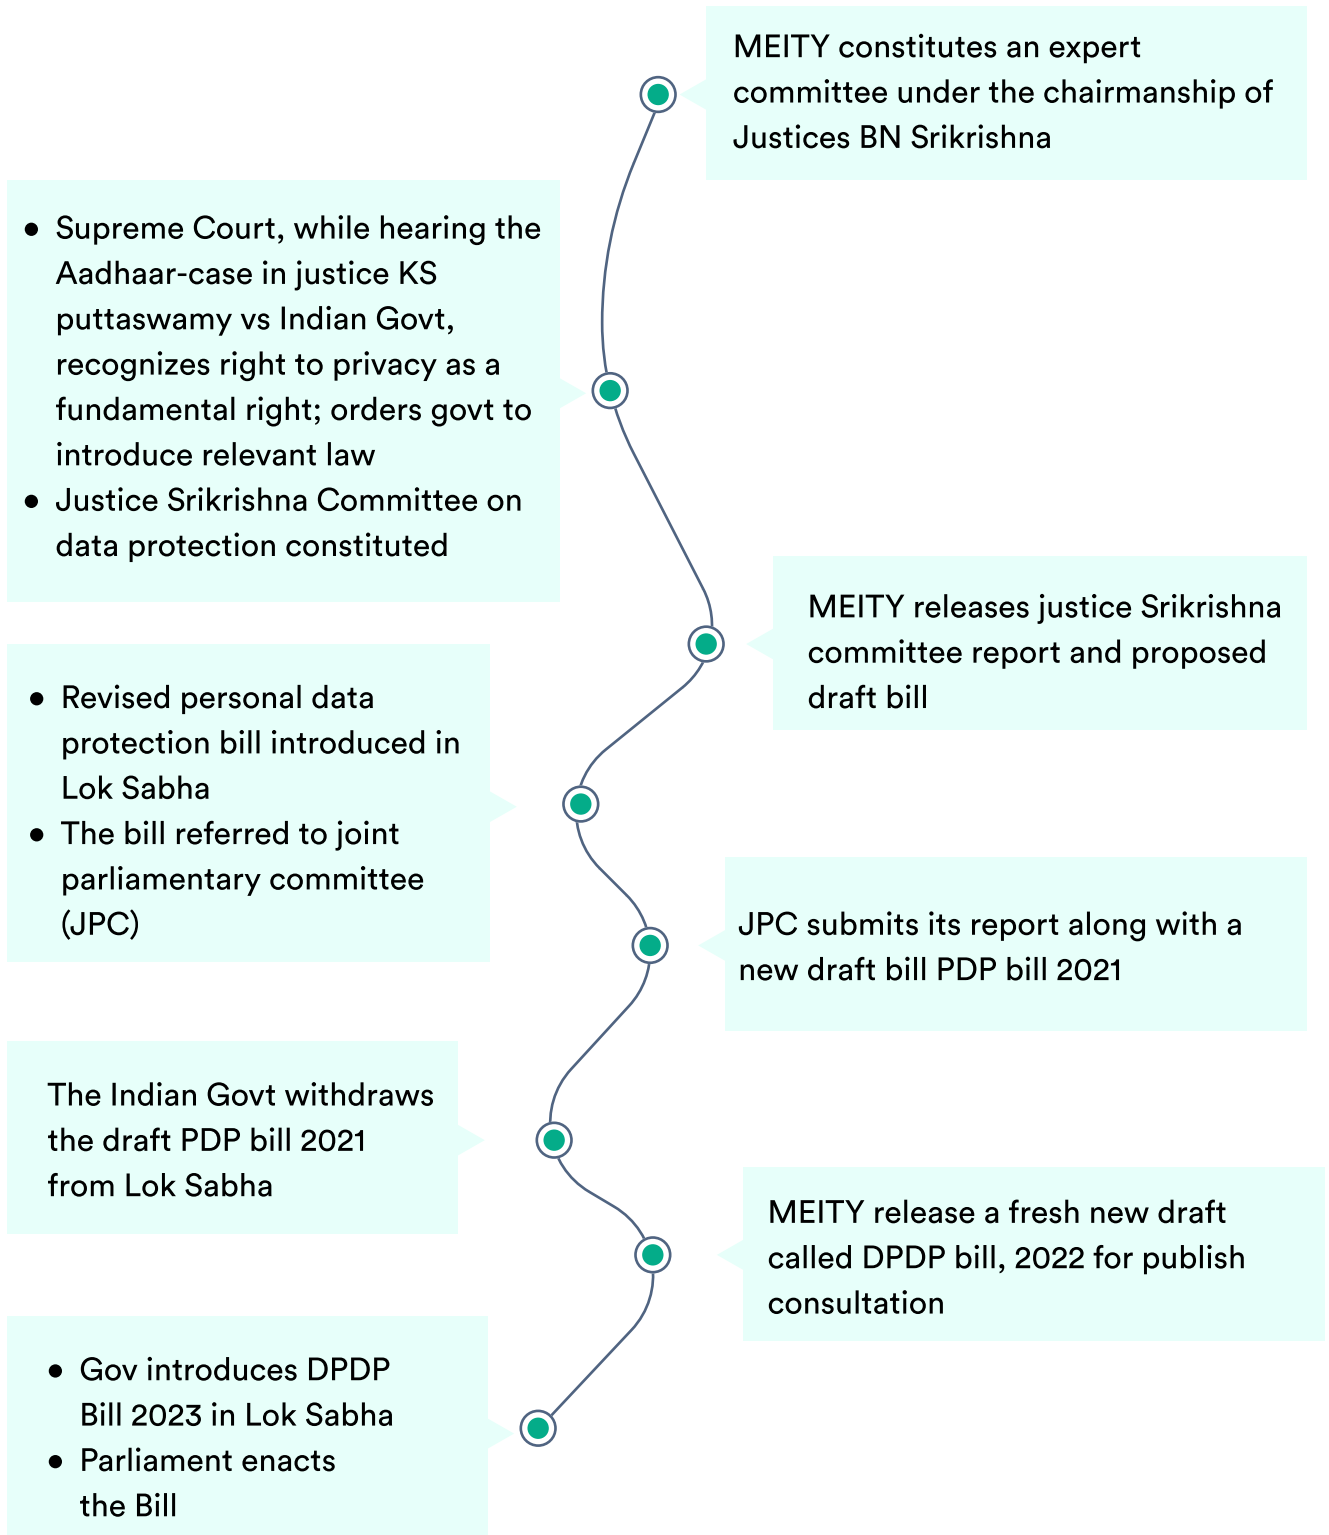 MEITY constitutes an expert
committee under the chairmanship of
Justices BN Srikrishna
● Supreme Court, while hearing the
Aadhaar-case in justice KS
puttaswamy vs Indian Govt,
recognizes right to privacy as a
fundamental right; orders govt to
introduce relevant law
● Justice Srikrishna Committee on
data protection constituted
MEITY releases justice Srikrishna
committee report and proposed
draft bill
● Revised personal data
protection bill introduced in
Lok Sabha
● The bill referred to joint
parliamentary committee
(JPC)
JPC submits its report along with a
new draft bill PDP bill 2021
The Indian Govt withdraws
the draft PDP bill 2021
from Lok Sabha
MEITY release a fresh new draft
called DPDP bill, 2022 for publish
consultation
● Gov introduces DPDP
Bill 2023 in Lok Sabha
● Parliament enacts
the Bill